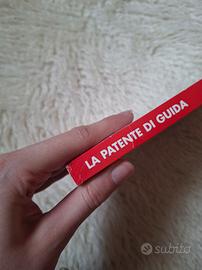 LA PATENTE DI GUIDA
subito